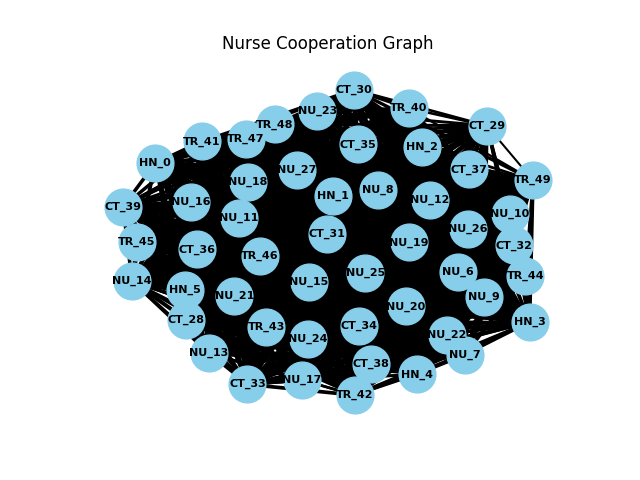 Nurse Cooperation Graph
CT_30
TR_40
NU_23
TR_48
CT_29
TR_47
TR_41
CT_35
HN_2
HN_0
NU_27
CT_37
TR_49
NU_18
NU_8
HN_1
NU_12
NU_16
CT_39
NU_10
NU_11
NU_26
CT_31
TR_45
NU_19
CT_32
CT_36
TR_46
NU_6
NU_25
TR_44
NU_14
NU_15
HN_5
NU_21
NU_9
NU_20
CT_28
HN_3
TR_43
CT_34
NU_22
NU_24
NU_13
NU_7
CT_38
HN_4
NU_17
CT_33
TR_42